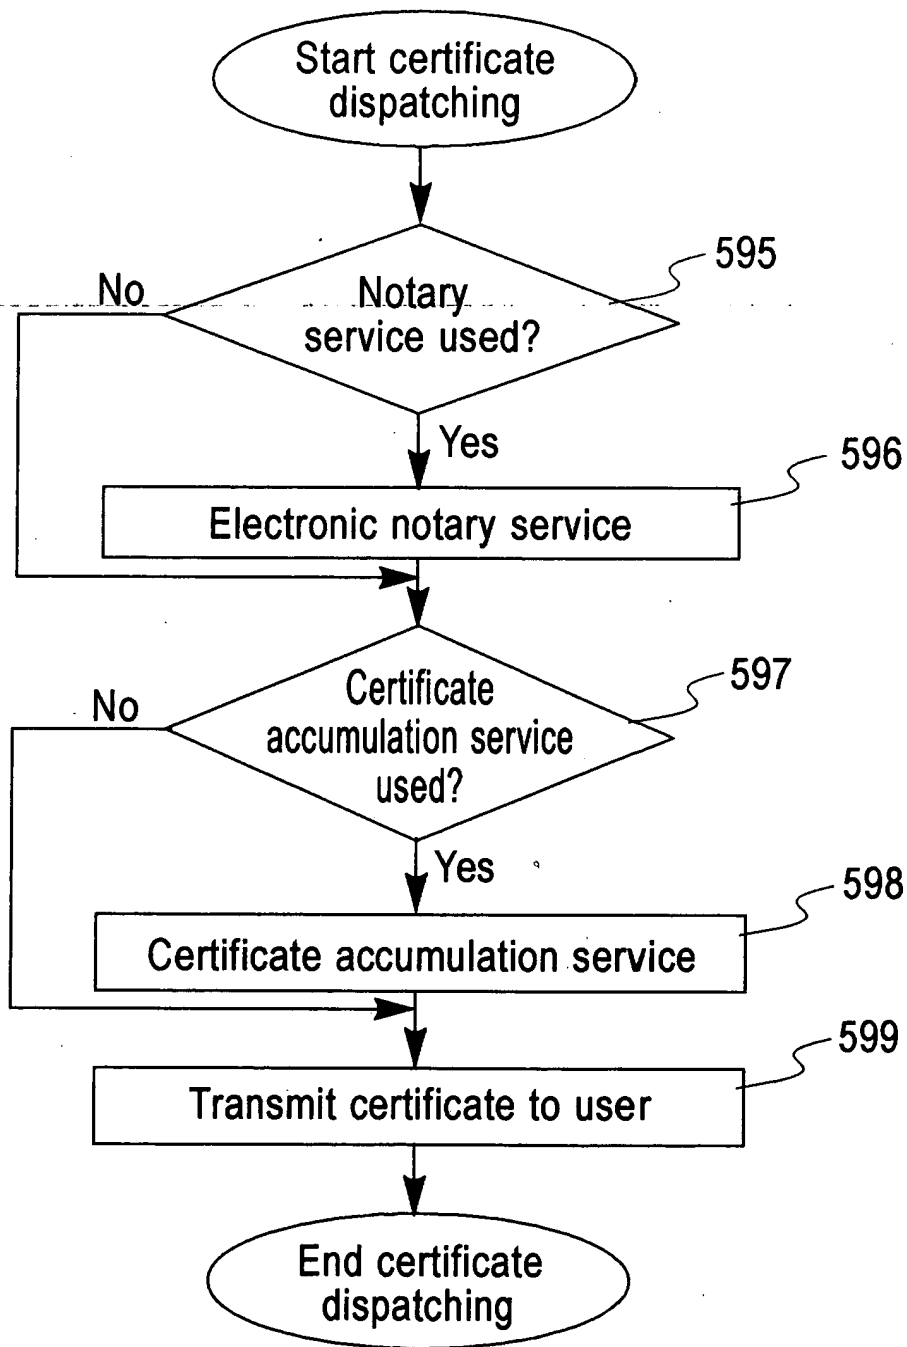 Start certificate
dispatching
595
No
Notary
service used?
Yes
596
Electronic notary service
597
No
Certificate
accumulation service
used?
Yes
598
Certificate accumulation service
599
Transmit certificate to user
End certificate
dispatching